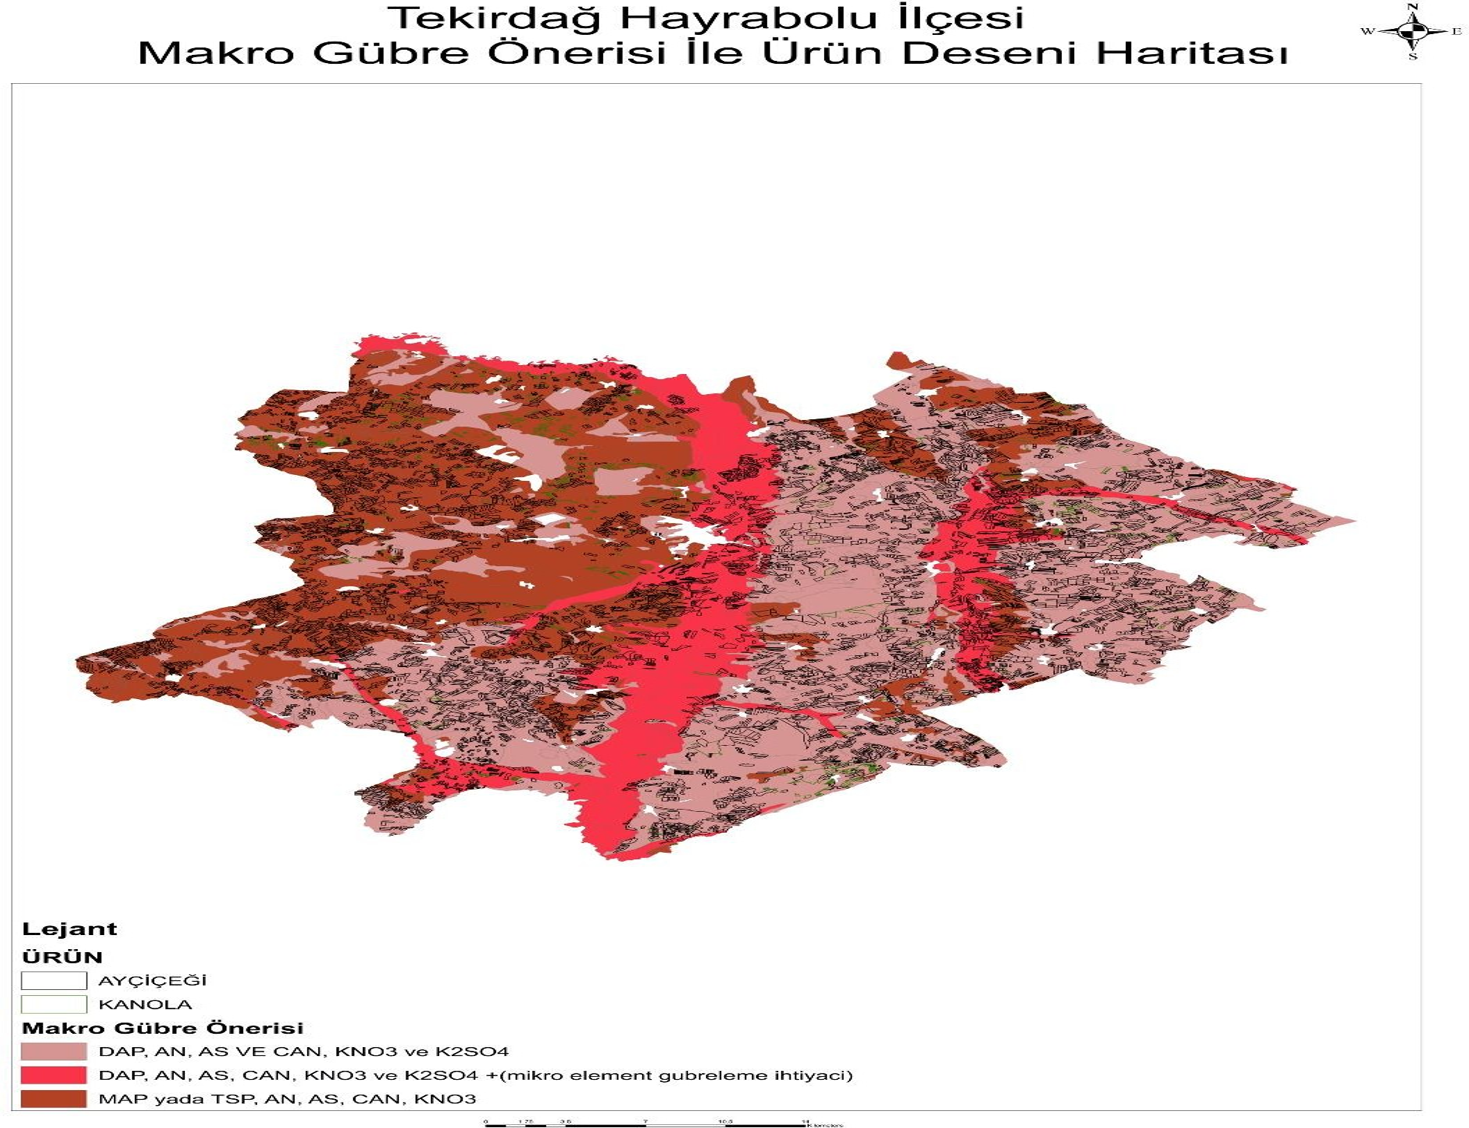 Tekirdağ Hayrabolu İlçesi
Makro Gübre Önerisi İle Ürün Deseni Haritası
N
W E
S
Lejant
ÜRÜN
AYÇİÇEĞİ
KANOLA
Makro Gübre Önerisi
DAP, AN, AS VE CAN, KNO3 ve K2SO4
DAP, AN, AS, CAN, KNO3 ve K2SO4 +(mikro element gubreleme ihtiyaci)
MAP yada TSP, AN, AS, CAN, KNO3
0 1.75 3.5 7 10.5 14
Kilometers